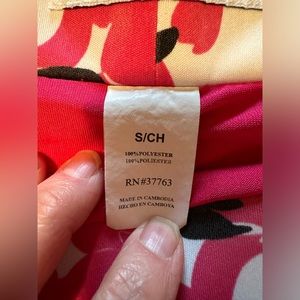 S/CH
100%POLYESTER
100%POLIESTER
RN#37763
MADE IN CAMBODIA
HECHO EN CAMBOYA